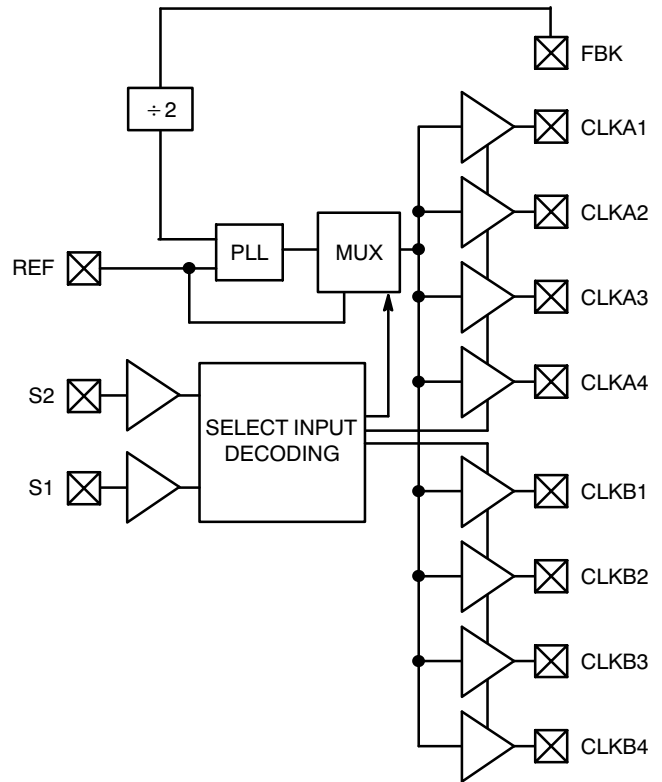 FBK
÷2
CLKA1
CLKA2
PLL
MUX
REF
CLKA3
CLKA4
S2
SELECT INPUT
DECODING
S1
CLKB1
CLKB2
CLKB3
CLKB4